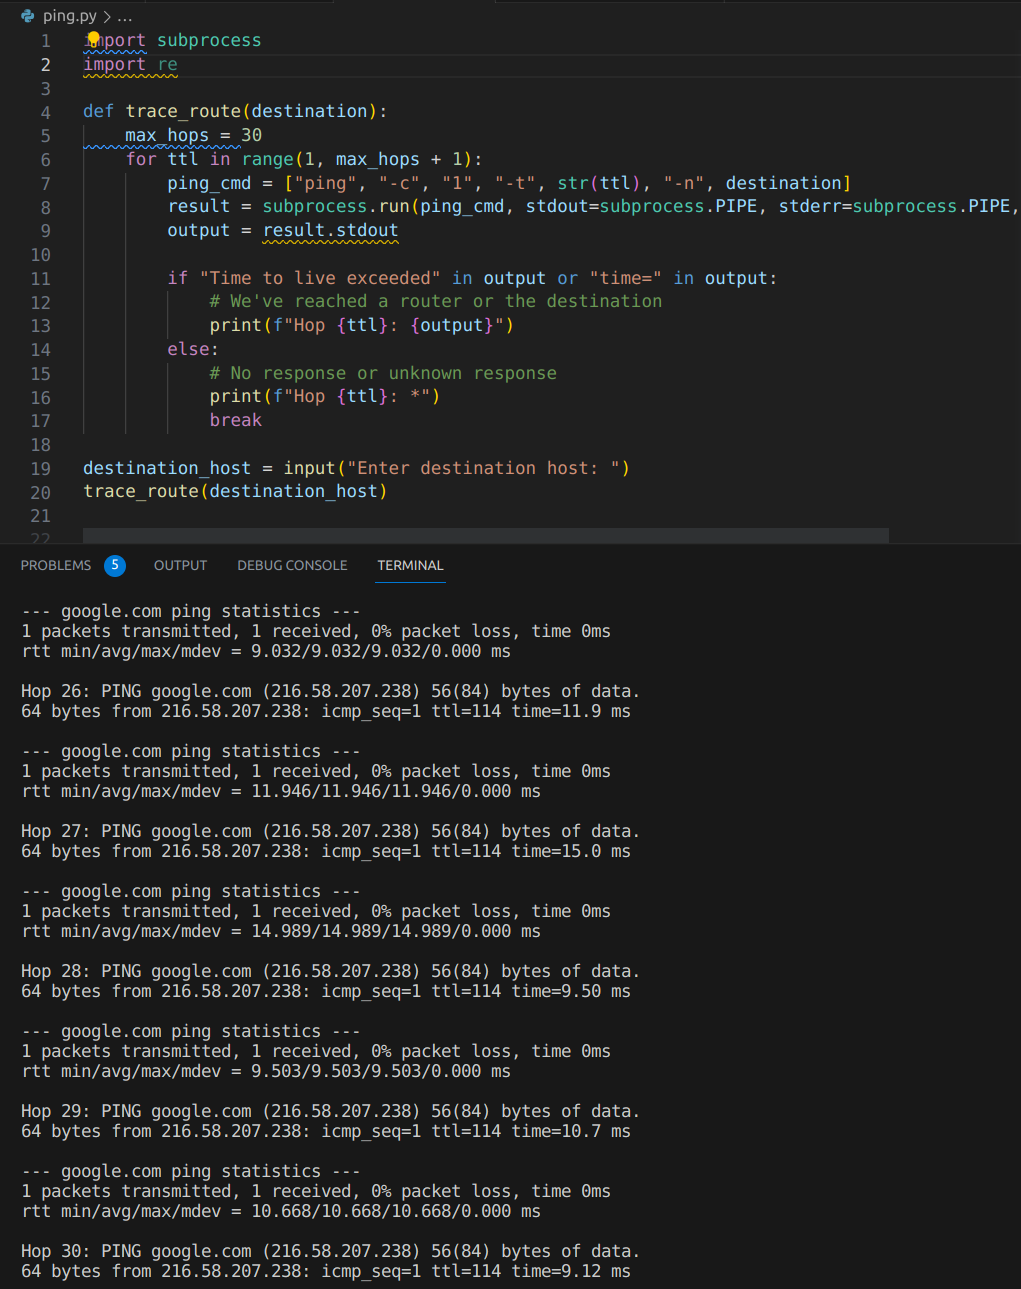 ping.py > ...
1 import subprocess
2 import re
3
4 def trace_route(destination):
5     max_hops = 30
6     for ttl in range(1, max_hops + 1):
7         ping_cmd = ["ping", "-c", "1", "-t", str(ttl), "-n", destination]
8         result = subprocess.run(ping_cmd, stdout=subprocess.PIPE, stderr=subprocess.PIPE,
9         output = result.stdout
10
11         if "Time to live exceeded" in output or "time=" in output:
12             # We've reached a router or the destination
13             print(f"Hop {ttl}: {output}")
14         else:
15             # No response or unknown response
16             print(f"Hop {ttl}: *")
17             break
18
19 destination_host = input("Enter destination host: ")
20 trace_route(destination_host)
21
22
PROBLEMS 5 OUTPUT DEBUG CONSOLE TERMINAL
--- google.com ping statistics ---
1 packets transmitted, 1 received, 0% packet loss, time 0ms
rtt min/avg/max/mdev = 9.032/9.032/9.032/0.000 ms
Hop 26: PING google.com (216.58.207.238) 56(84) bytes of data.
64 bytes from 216.58.207.238: icmp_seq=1 ttl=114 time=11.9 ms
--- google.com ping statistics ---
1 packets transmitted, 1 received, 0% packet loss, time 0ms
rtt min/avg/max/mdev = 11.946/11.946/11.946/0.000 ms
Hop 27: PING google.com (216.58.207.238) 56(84) bytes of data.
64 bytes from 216.58.207.238: icmp_seq=1 ttl=114 time=15.0 ms
--- google.com ping statistics ---
1 packets transmitted, 1 received, 0% packet loss, time 0ms
rtt min/avg/max/mdev = 14.989/14.989/14.989/0.000 ms
Hop 28: PING google.com (216.58.207.238) 56(84) bytes of data.
64 bytes from 216.58.207.238: icmp_seq=1 ttl=114 time=9.50 ms
--- google.com ping statistics ---
1 packets transmitted, 1 received, 0% packet loss, time 0ms
rtt min/avg/max/mdev = 9.503/9.503/9.503/0.000 ms
Hop 29: PING google.com (216.58.207.238) 56(84) bytes of data.
64 bytes from 216.58.207.238: icmp_seq=1 ttl=114 time=10.7 ms
--- google.com ping statistics ---
1 packets transmitted, 1 received, 0% packet loss, time 0ms
rtt min/avg/max/mdev = 10.668/10.668/10.668/0.000 ms
Hop 30: PING google.com (216.58.207.238) 56(84) bytes of data.
64 bytes from 216.58.207.238: icmp_seq=1 ttl=114 time=9.12 ms